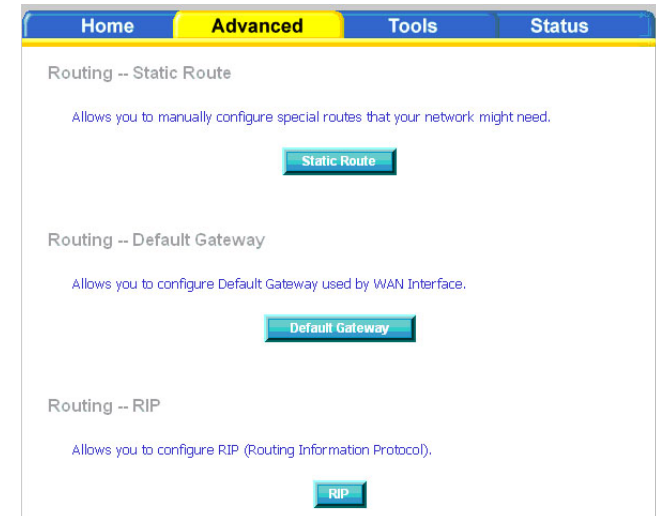 Home Advanced Tools Status
Routing -- Static Route
Allows you to manually configure special routes that your network might need.
Static Route
Routing -- Default Gateway
Allows you to configure Default Gateway used by WAN Interface.
Default Gateway
Routing -- RIP
Allows you to configure RIP (Routing Information Protocol).
RIP